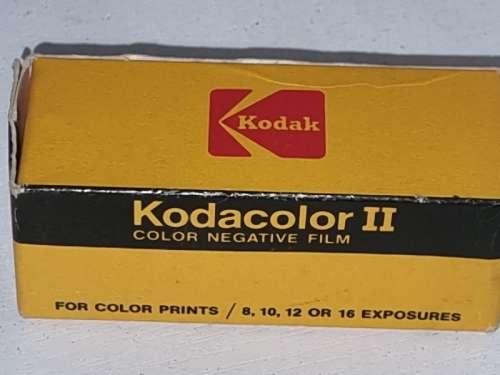 Kodak
Kodacolor II
COLOR NEGATIVE FILM
FOR COLOR PRINTS / 8, 10, 12 OR 16 EXPOSURES